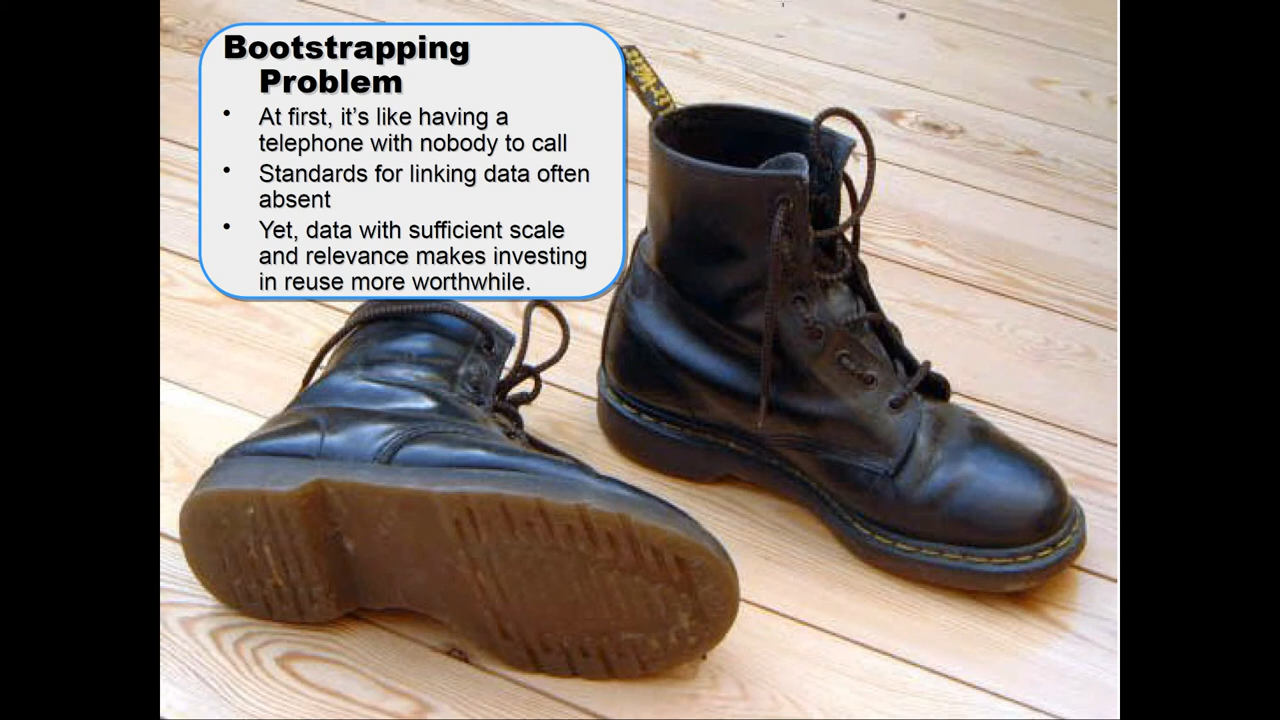 Bootstrapping
Problem
• At first, it’s like having a
telephone with nobody to call
• Standards for linking data often
absent
• Yet, data with sufficient scale
and relevance makes investing
in reuse more worthwhile.